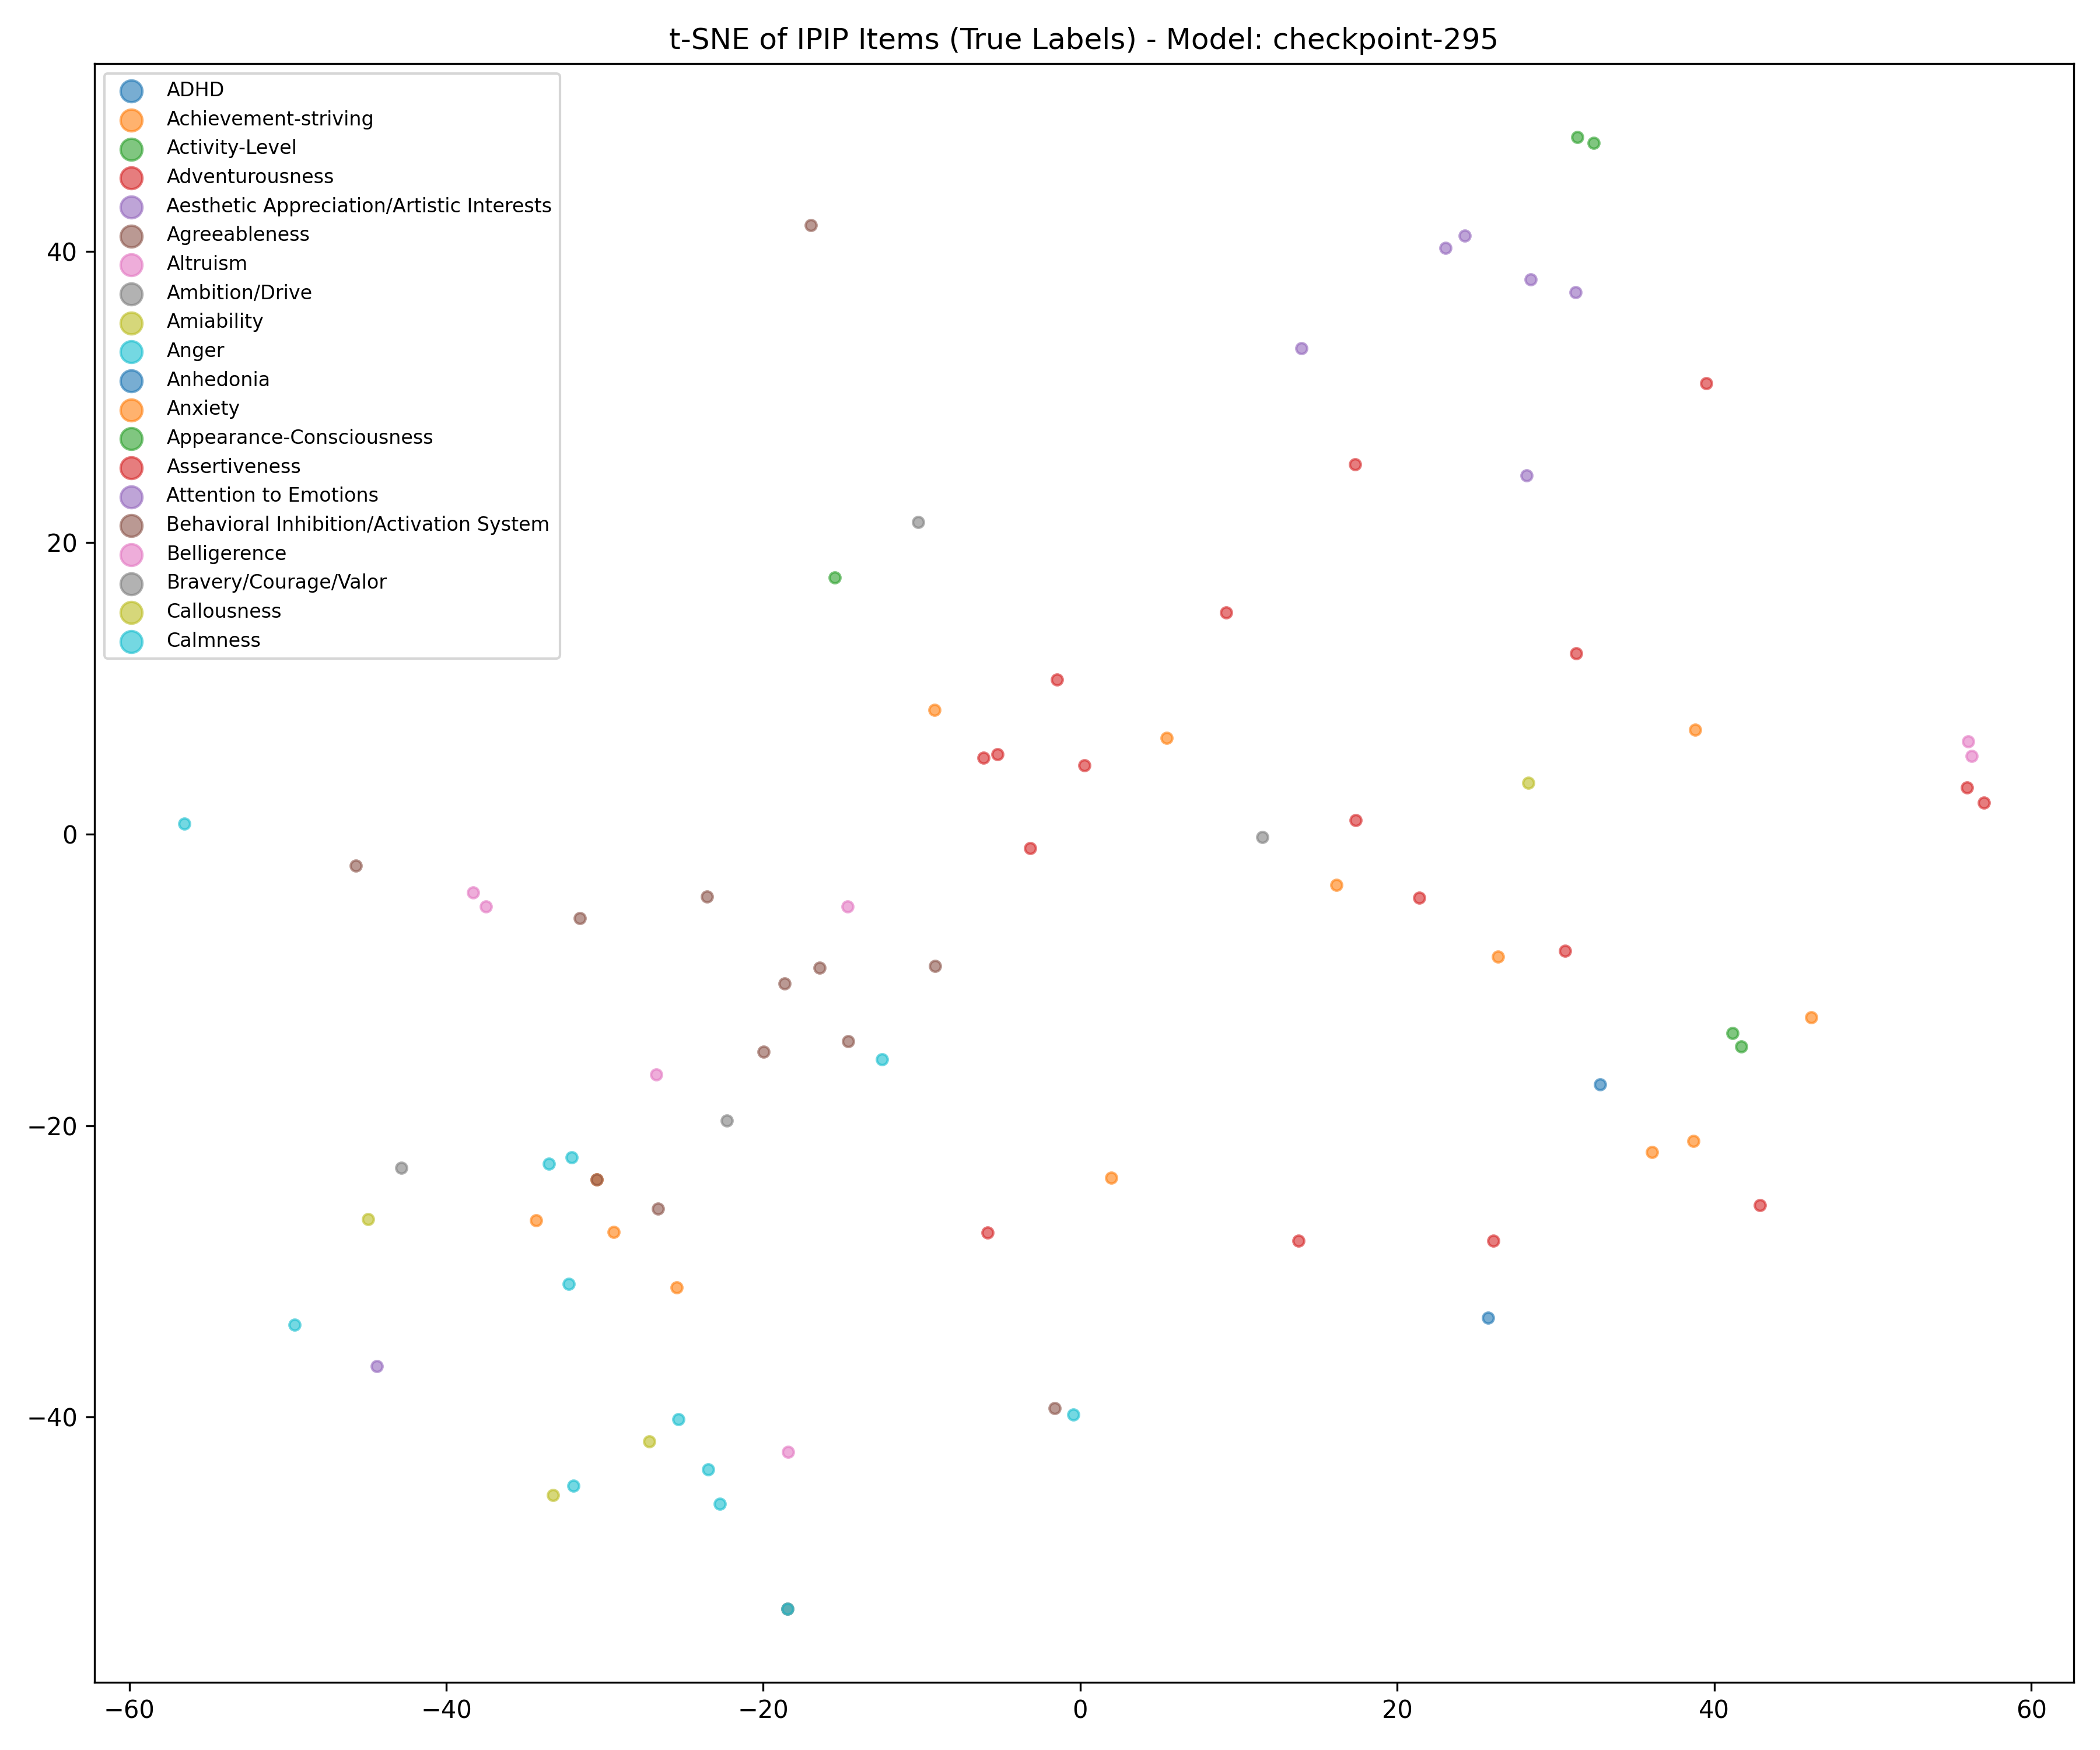 t-SNE of IPIP Items (True Labels) - Model: checkpoint-295
ADHD
Achievement-striving
Activity-Level
Adventurousness
Aesthetic Appreciation/Artistic Interests
Agreeableness
Altruism
Ambition/Drive
Amiability
Anger
Anhedonia
Anxiety
Appearance-Consciousness
Assertiveness
Attention to Emotions
Behavioral Inhibition/Activation System
Belligerence
Bravery/Courage/Valor
Callousness
Calmness
40
20
0
−20
−40
−60 −40 −20 0 20 40 60